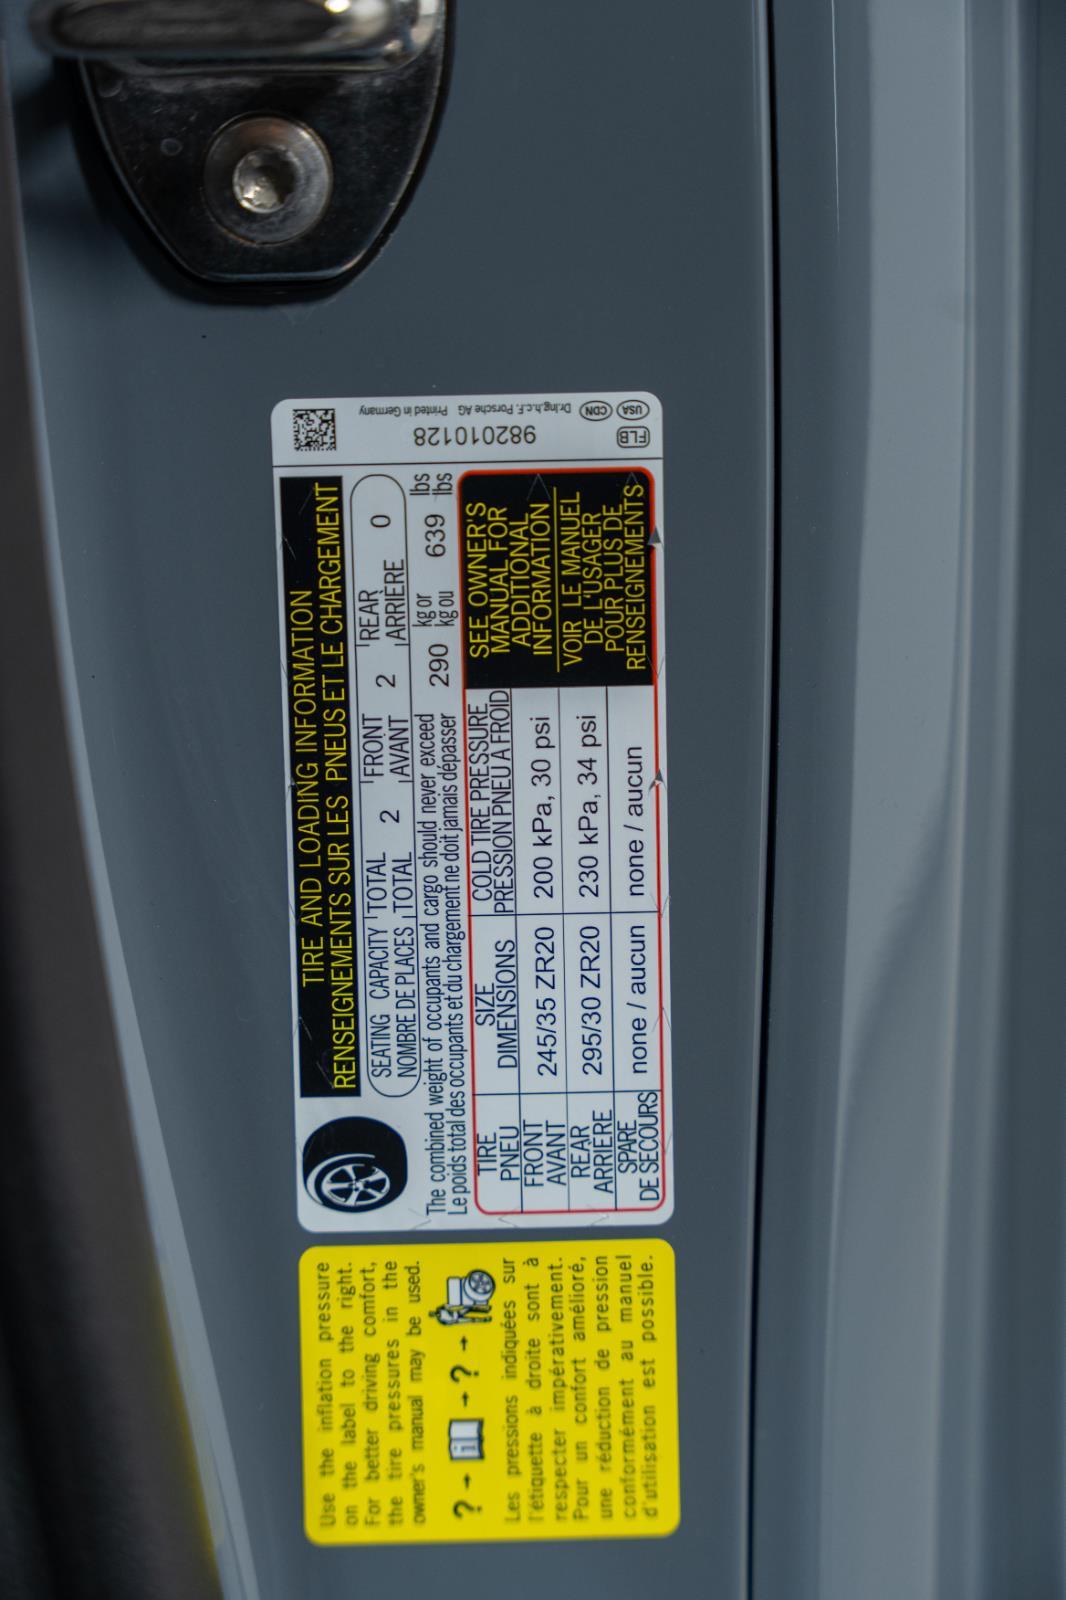 TIRE AND LOADING INFORMATION
RENSEIGNEMENTS SUR LES PNEUS ET LE CHARGEMENT
SEATING CAPACITY TOTAL 2 FRONT 2 REAR 0
NOMBRE DE PLACES TOTAL AVANT ARRIÈRE
The combined weight of occupants and cargo should never exceed 290 kg or 639 lbs
Le poids total des occupants et du chargement ne doit jamais dépasser kg ou lbs
TIRE SIZE COLD TIRE PRESSURE
PNEU DIMENSIONS PRESSION PNEU À FROID
FRONT 245/35 ZR20 200 kPa, 30 psi
AVANT
REAR 295/30 ZR20 230 kPa, 34 psi
ARRIÈRE
SPARE none / aucun none / aucun
DE SECOURS
SEE OWNER'S
MANUAL FOR
ADDITIONAL
INFORMATION
VOIR LE MANUEL
DE L'USAGER
POUR PLUS DE
RENSEIGNEMENTS
Dr.Ing.h.c.F. Porsche AG Printed in Germany
USA CDN
982010128
FLB
Use the inflation pressure
on the label to the right.
For better driving comfort,
the tire pressures in the
owner's manual may be used.
? → i → ? →
Les pressions indiquées sur
l'étiquette à droite sont à
respecter impérativement.
Pour un confort amélioré,
une réduction de pression
conformément au manuel
d'utilisation est possible.